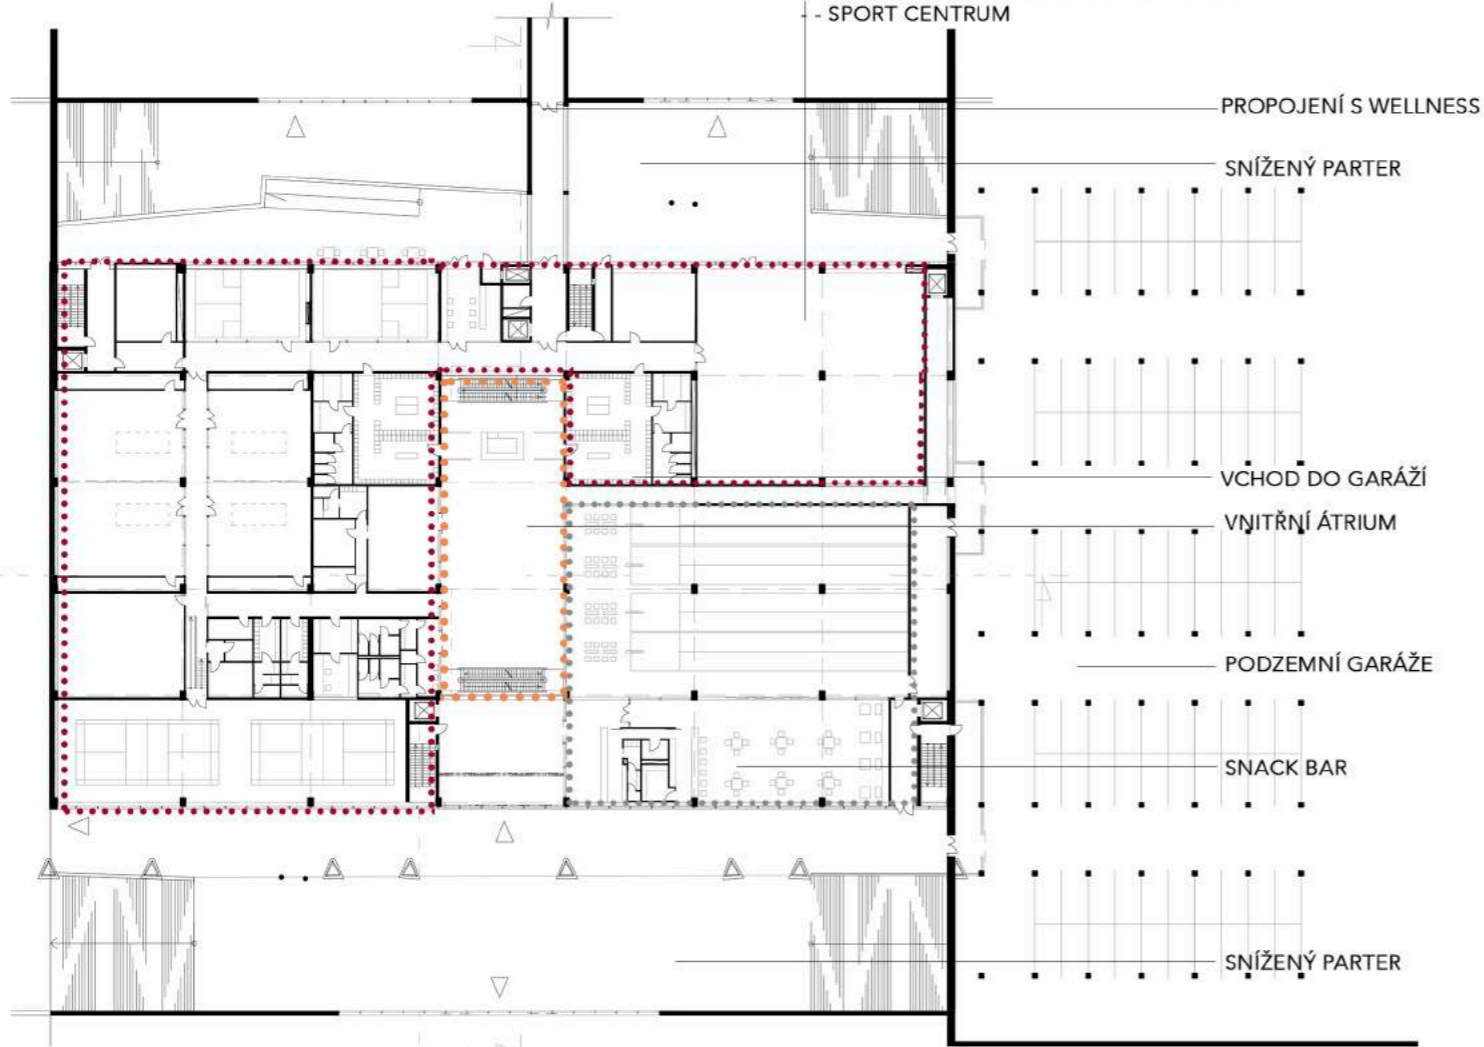 - - SPORT CENTRUM
PROPOJENÍ S WELLNESS
SNÍŽENÝ PARTER
VCHOD DO GARÁŽÍ
VNITŘNÍ ÁTRIUM
PODZEMNÍ GARÁŽE
SNACK BAR
SNÍŽENÝ PARTER